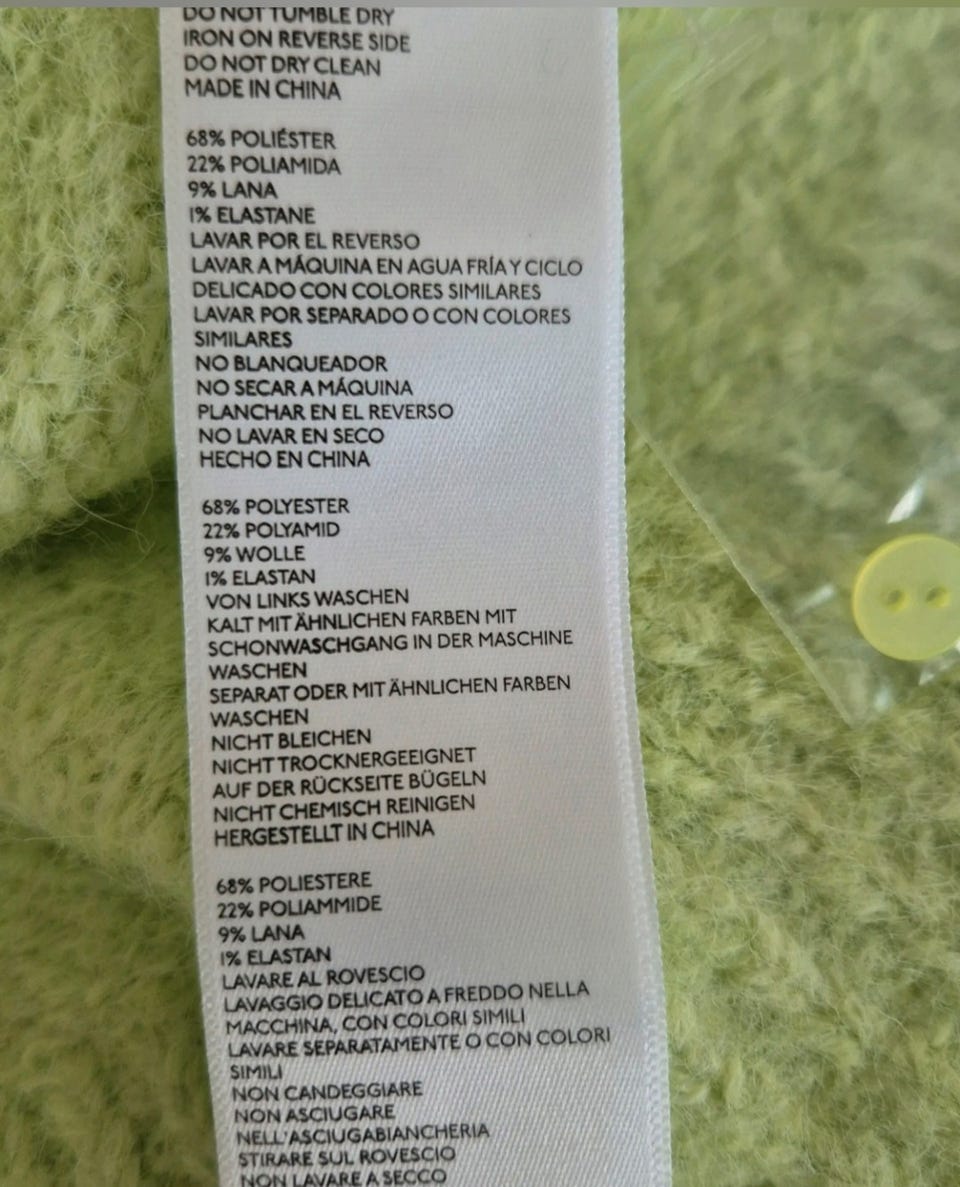 DO NOT TUMBLE DRY
IRON ON REVERSE SIDE
DO NOT DRY CLEAN
MADE IN CHINA
68% POLIÉSTER
22% POLIAMIDA
9% LANA
1% ELASTANE
LAVAR POR EL REVERSO
LAVAR A MÁQUINA EN AGUA FRÍA Y CICLO
DELICADO CON COLORES SIMILARES
LAVAR POR SEPARADO O CON COLORES
SIMILARES
NO BLANQUEADOR
NO SECAR A MÁQUINA
PLANCHAR EN EL REVERSO
NO LAVAR EN SECO
HECHO EN CHINA
68% POLYESTER
22% POLYAMID
9% WOLLE
1% ELASTAN
VON LINKS WASCHEN
KALT MIT ÄHNLICHEN FARBEN MIT
SCHONWASCHGANG IN DER MASCHINE
WASCHEN
SEPARAT ODER MIT ÄHNLICHEN FARBEN
WASCHEN
NICHT BLEICHEN
NICHT TROCKNERGEEIGNET
AUF DER RÜCKSEITE BÜGELN
NICHT CHEMISCH REINIGEN
HERGESTELLT IN CHINA
68% POLIESTERE
22% POLIAMMIDE
9% LANA
1% ELASTAN
LAVARE AL ROVESCIO
LAVAGGIO DELICATO A FREDDO NELLA
MACCHINA, CON COLORI SIMILI
LAVARE SEPARATAMENTE O CON COLORI
SIMILI
NON CANDEGGIARE
NON ASCIUGARE
NELL'ASCIUGABIANCHERIA
STIRARE SUL ROVESCIO
NON LAVARE A SECCO